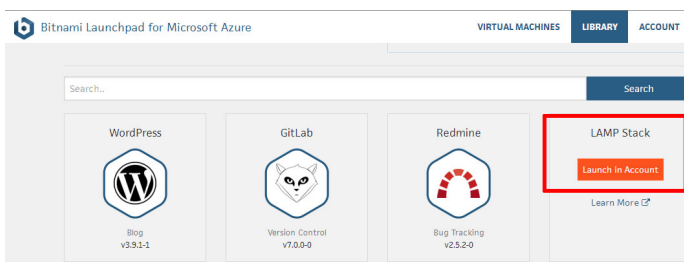 Bitnami Launchpad for Microsoft Azure
VIRTUAL MACHINES LIBRARY ACCOUNT
Search..
Search
WordPress
Blog
v3.9.1-1
GitLab
Version Control
v7.0.0-0
Redmine
Bug Tracking
v2.5.2-0
LAMP Stack
Launch in Account
Learn More